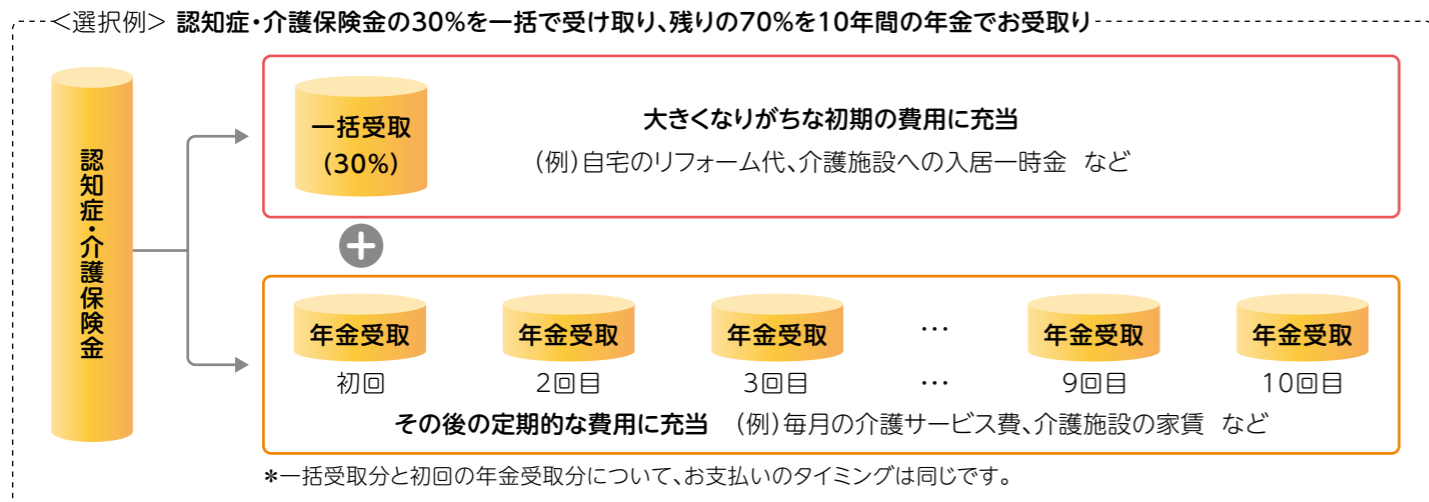 ＜選択例＞ 認知症・介護保険金の30%を一括で受け取り、残りの70%を10年間の年金でお受取り
認知症・介護保険金
一括受取
(30%)
大きくなりがちな初期の費用に充当
(例)自宅のリフォーム代、介護施設への入居一時金 など
年金受取 年金受取 年金受取 … 年金受取 年金受取
初回 2回目 3回目 … 9回目 10回目
その後の定期的な費用に充当 (例)毎月の介護サービス費、介護施設の家賃 など
＊一括受取分と初回の年金受取分について、お支払いのタイミングは同じです。